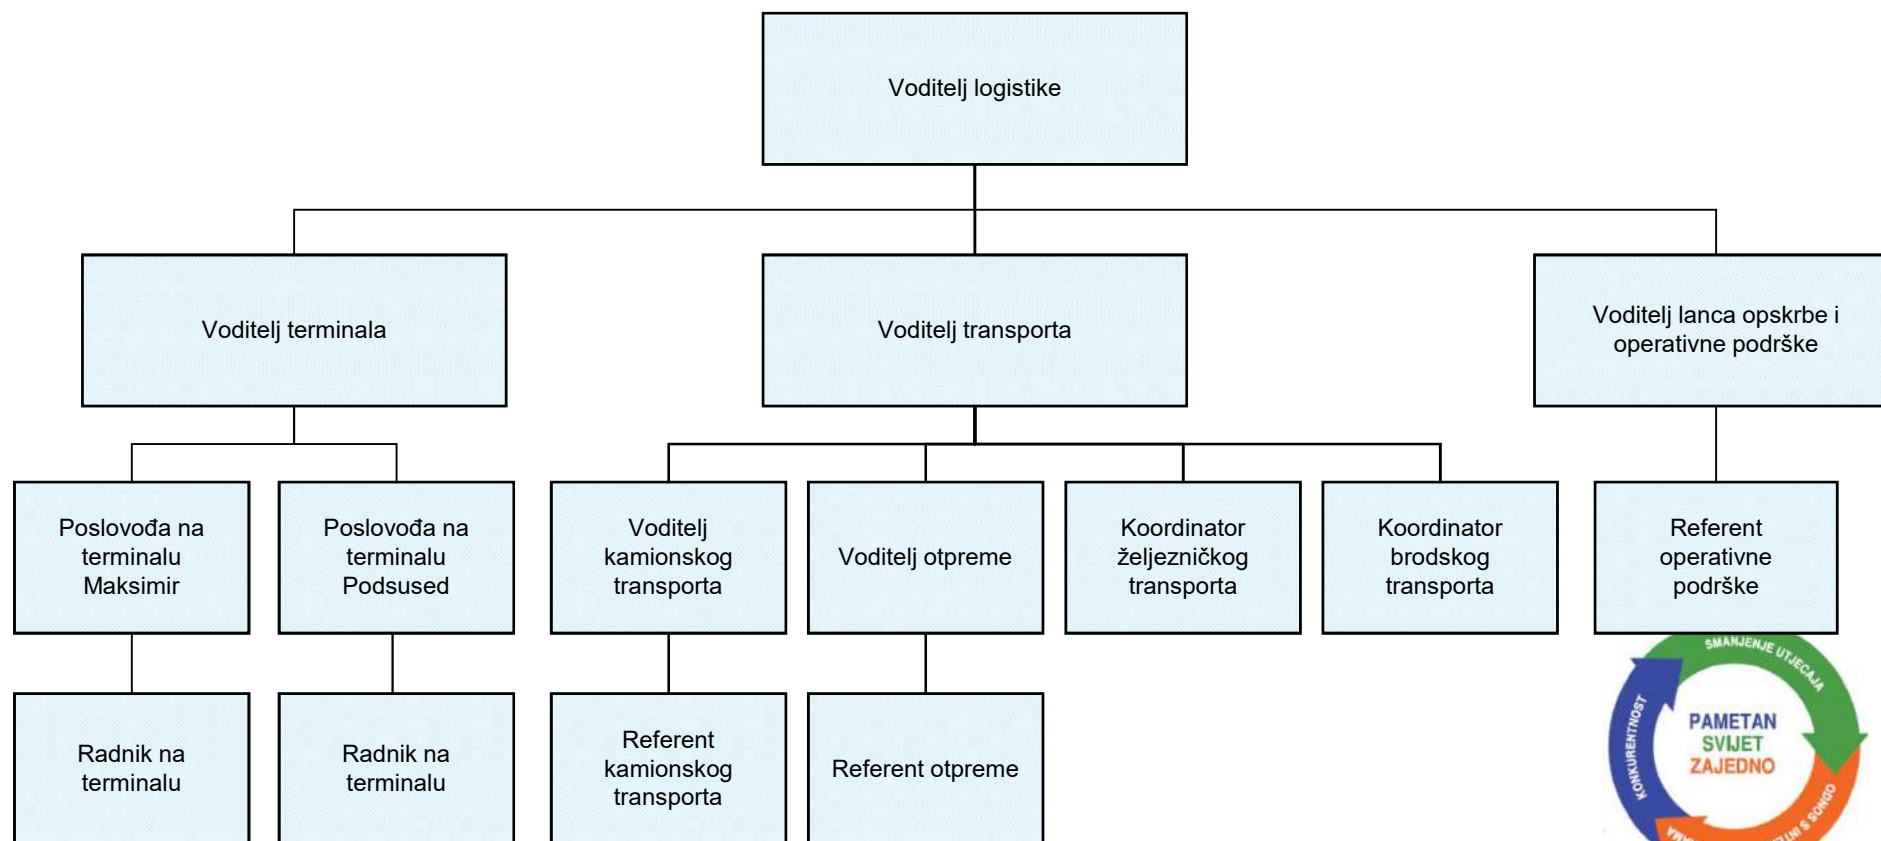 Voditelj logistike
Voditelj terminala
Voditelj transporta
Voditelj lanca opskrbe i
operativne podrške
Poslovođa na
terminalu
Maksimir
Poslovođa na
terminalu
Podsused
Voditelj
kamionskog
transporta
Voditelj otpreme
Koordinator
željezničkog
transporta
Koordinator
brodskog
transporta
Referent
operativne
podrške
Radnik na
terminalu
Radnik na
terminalu
Referent
kamionskog
transporta
Referent otpreme
SMANJENJE UTJECAJA
KONKURENTNOST
PAMETAN
SVIJET
ZAJEDNO
ODNOS S